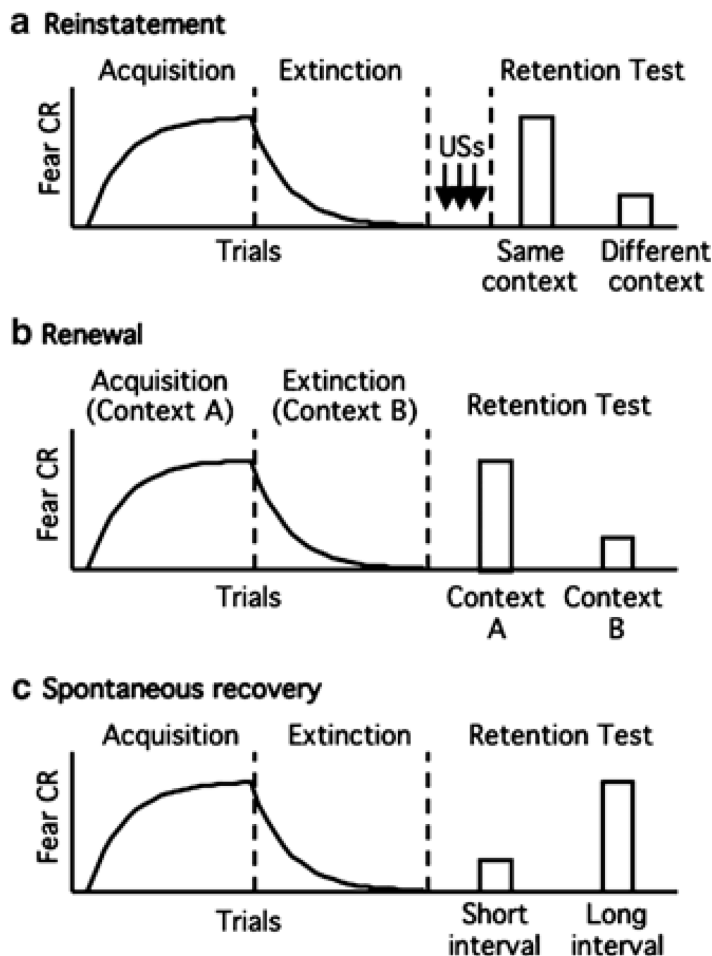 a Reinstatement
Acquisition Extinction Retention Test
Fear CR
USs
Trials
Same context
Different context
b Renewal
Acquisition (Context A)
Extinction (Context B)
Retention Test
Fear CR
Trials
Context A
Context B
c Spontaneous recovery
Acquisition Extinction Retention Test
Fear CR
Trials
Short interval
Long interval